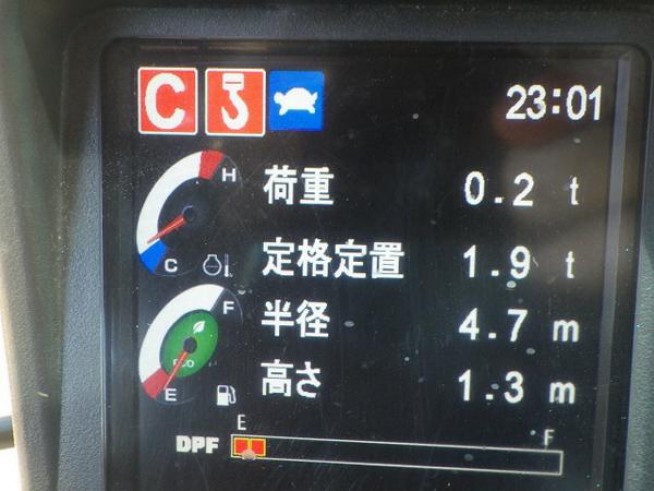 C 23:01
H
荷重 0.2 t
C
定格定置 1.9 t
F
半径 4.7 m
eco
高さ 1.3 m
E
E F
DPF